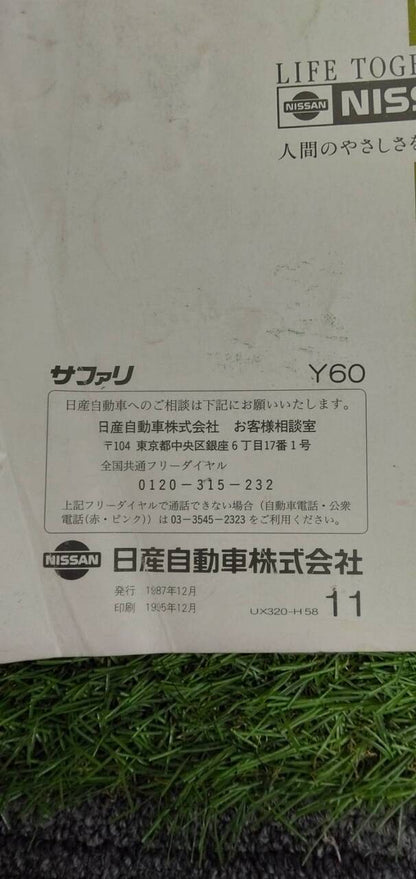 LIFE TOGE
NISSAN NISS
人間のやさしさを
サファリ Y60
日産自動車へのご相談は下記にお願いいたします。
日産自動車株式会社 お客様相談室
〒104 東京都中央区銀座6丁目17番1号
全国共通フリーダイヤル
0120－315－232
上記フリーダイヤルで通話できない場合（自動車電話・公衆
電話(赤・ピンク)）は03-3545-2323をご利用ください。
NISSAN 日産自動車株式会社
発行 1987年12月
印刷 1995年12月 UX320-H58 11